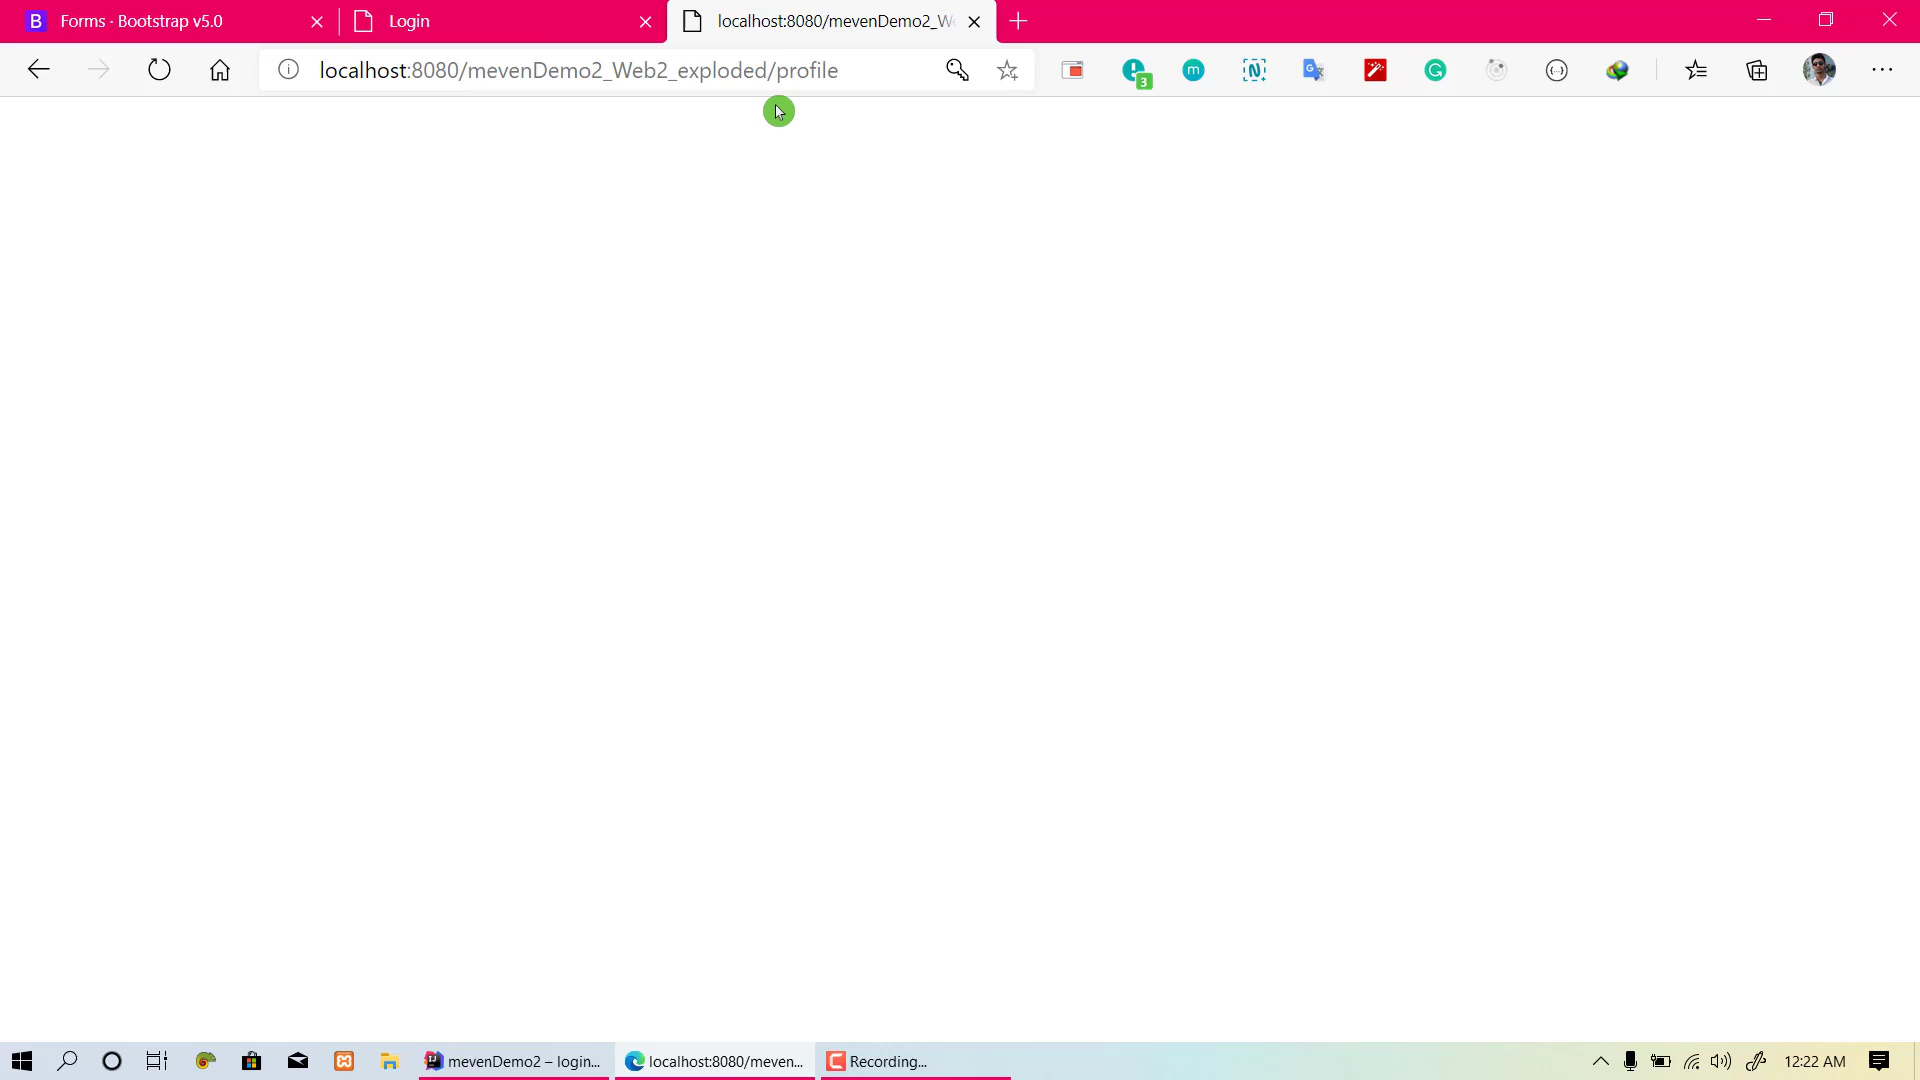 B Forms · Bootstrap v5.0
Login
localhost:8080/mevenDemo2_W
localhost:8080/mevenDemo2_Web2_exploded/profile
3
m
N
G
G
mevenDemo2 – login...
localhost:8080/meven...
Recording...
12:22 AM